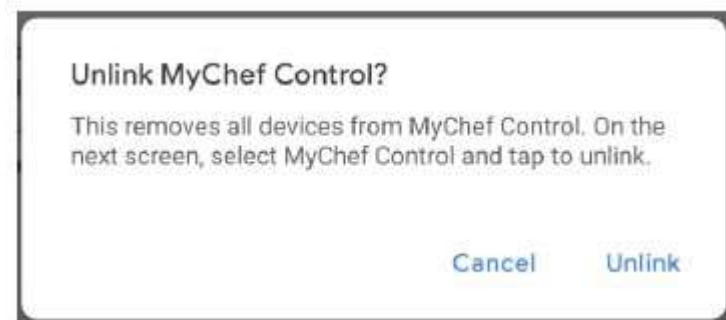 Unlink MyChef Control?
This removes all devices from MyChef Control. On the
next screen, select MyChef Control and tap to unlink.
Cancel Unlink